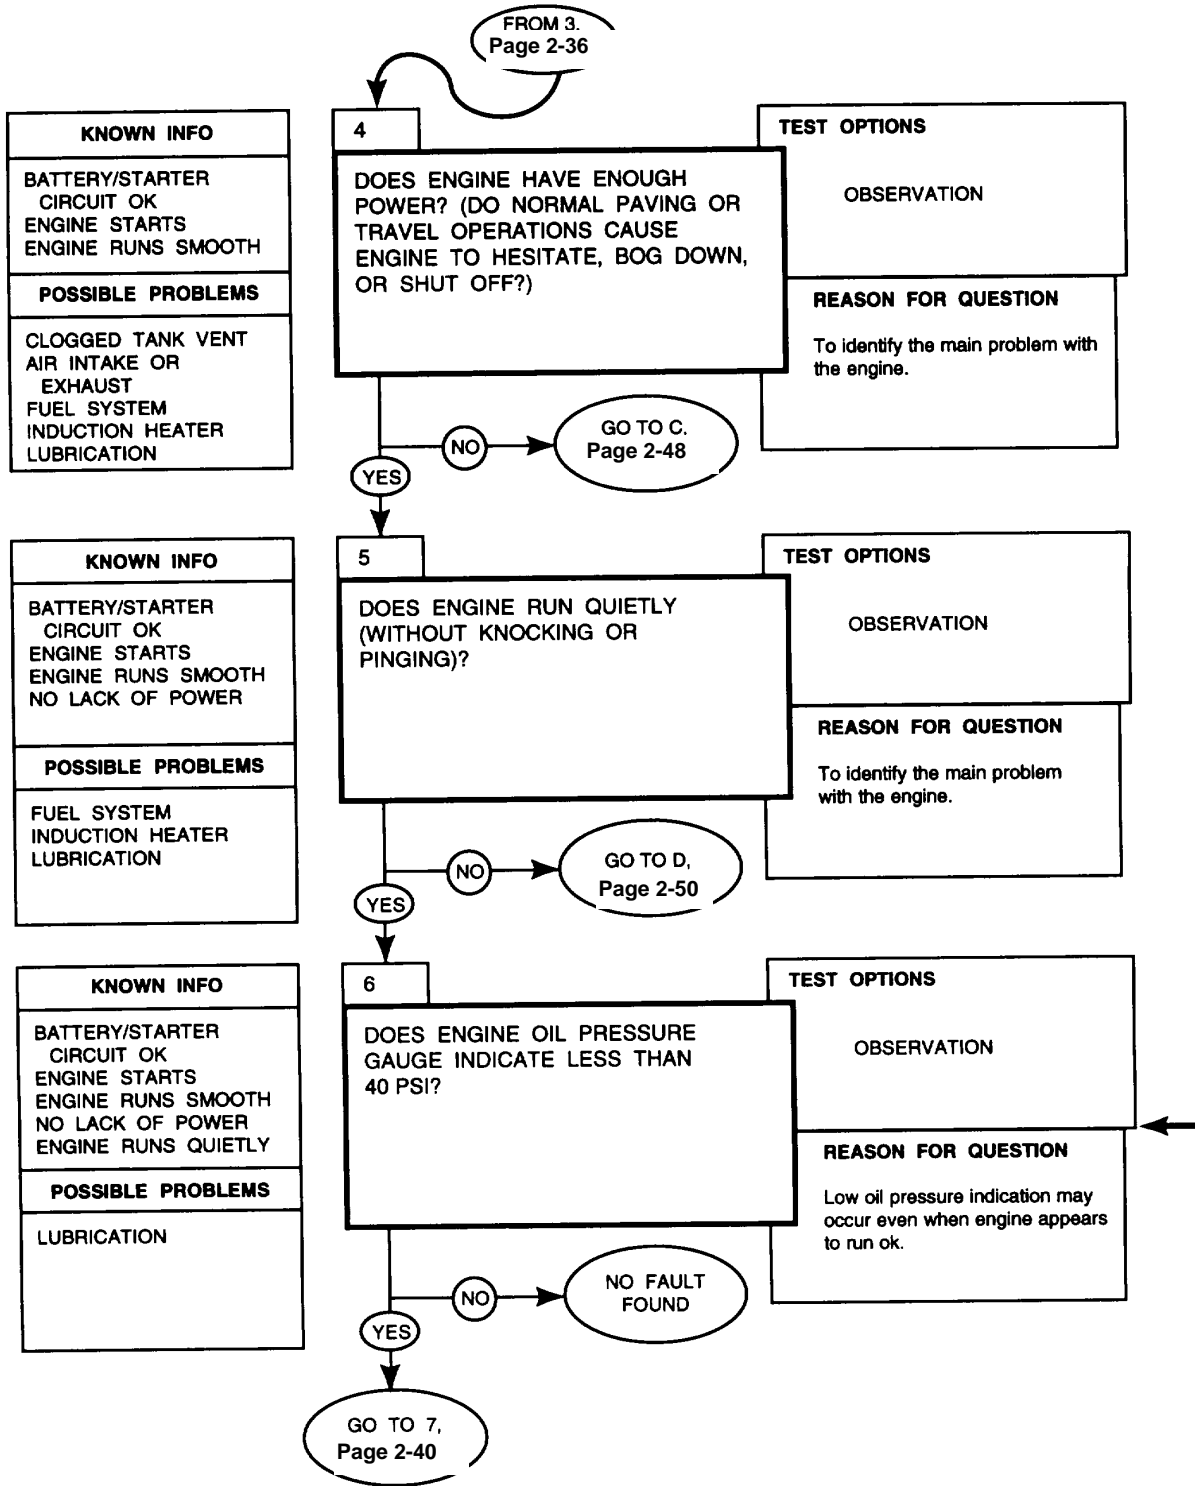 FROM 3.
Page 2-36
KNOWN INFO
BATTERY/STARTER
CIRCUIT OK
ENGINE STARTS
ENGINE RUNS SMOOTH
POSSIBLE PROBLEMS
CLOGGED TANK VENT
AIR INTAKE OR
EXHAUST
FUEL SYSTEM
INDUCTION HEATER
LUBRICATION
4
DOES ENGINE HAVE ENOUGH
POWER? (DO NORMAL PAVING OR
TRAVEL OPERATIONS CAUSE
ENGINE TO HESITATE, BOG DOWN,
OR SHUT OFF?)
TEST OPTIONS
OBSERVATION
REASON FOR QUESTION
To identify the main problem with
the engine.
NO
GO TO C.
Page 2-48
YES
KNOWN INFO
BATTERY/STARTER
CIRCUIT OK
ENGINE STARTS
ENGINE RUNS SMOOTH
NO LACK OF POWER
POSSIBLE PROBLEMS
FUEL SYSTEM
INDUCTION HEATER
LUBRICATION
5
DOES ENGINE RUN QUIETLY
(WITHOUT KNOCKING OR
PINGING)?
TEST OPTIONS
OBSERVATION
REASON FOR QUESTION
To identify the main problem
with the engine.
NO
GO TO D,
Page 2-50
YES
KNOWN INFO
BATTERY/STARTER
CIRCUIT OK
ENGINE STARTS
ENGINE RUNS SMOOTH
NO LACK OF POWER
ENGINE RUNS QUIETLY
POSSIBLE PROBLEMS
LUBRICATION
6
DOES ENGINE OIL PRESSURE
GAUGE INDICATE LESS THAN
40 PSI?
TEST OPTIONS
OBSERVATION
REASON FOR QUESTION
Low oil pressure indication may
occur even when engine appears
to run ok.
NO
NO FAULT
FOUND
YES
GO TO 7,
Page 2-40